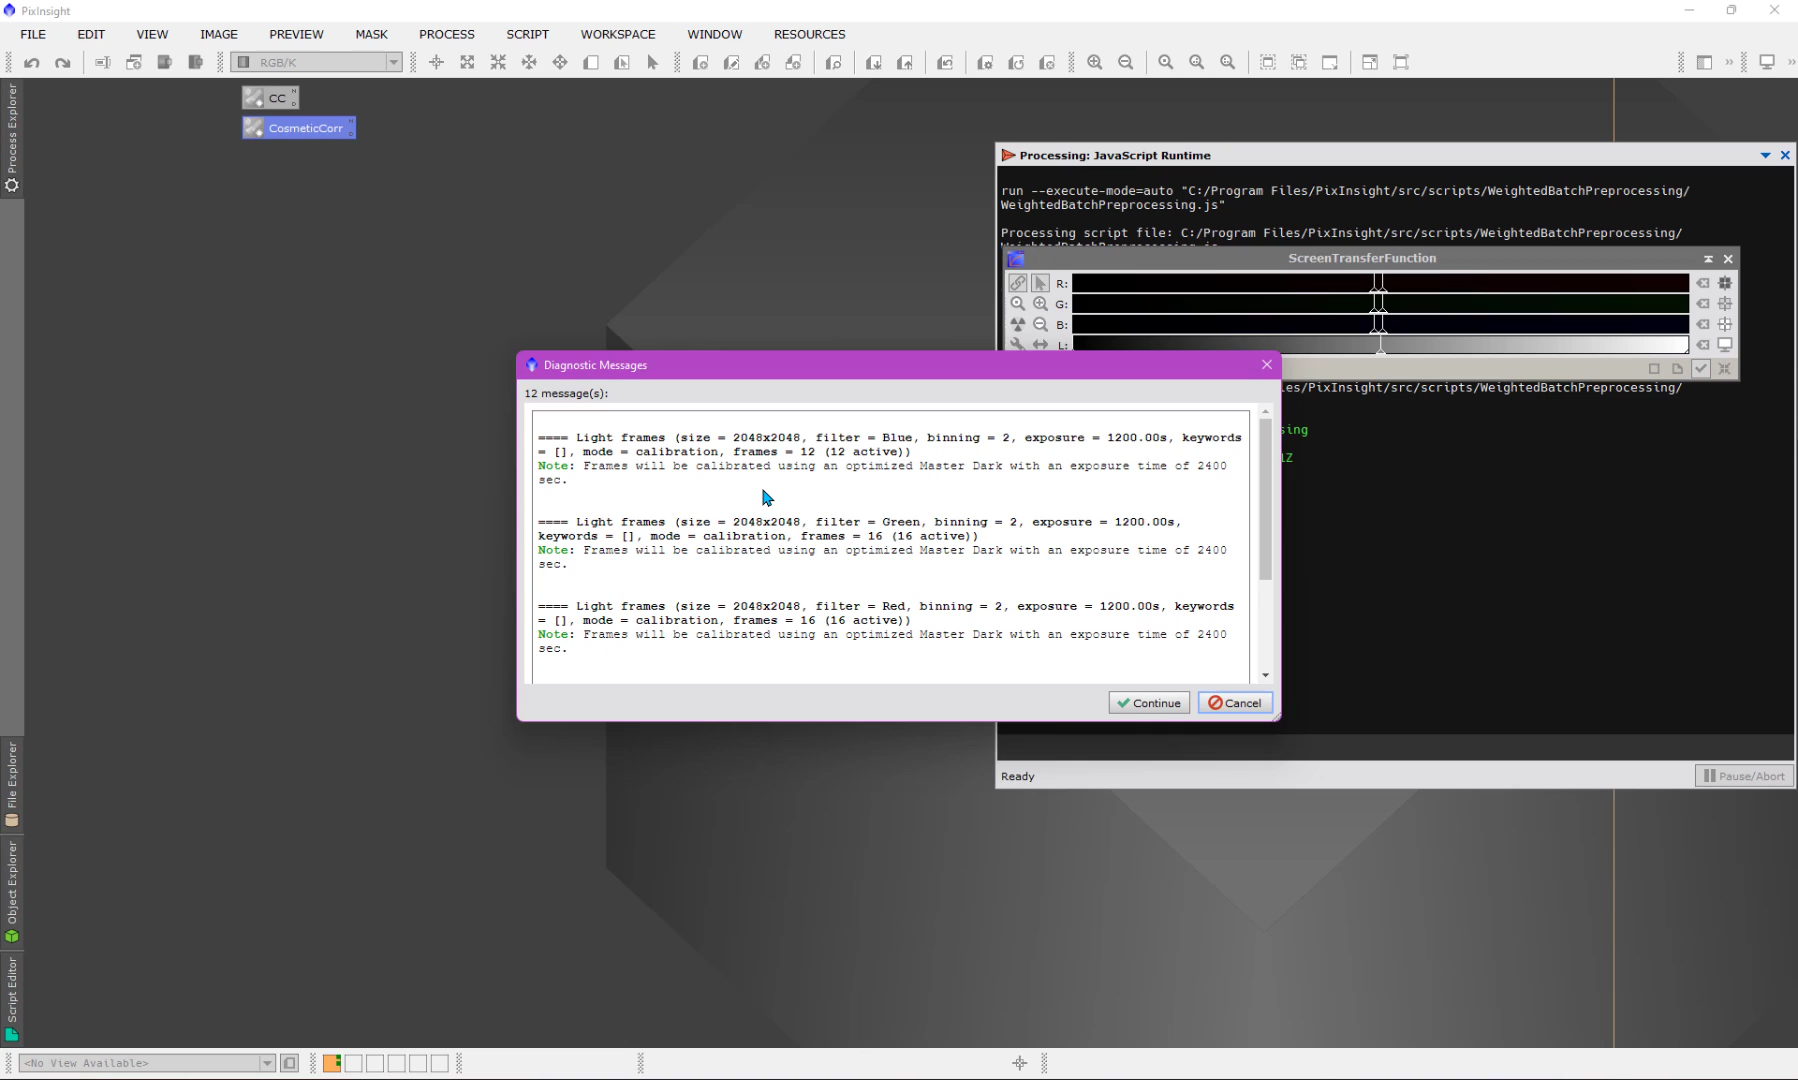 PixInsight
FILE EDIT VIEW IMAGE PREVIEW MASK PROCESS SCRIPT WORKSPACE WINDOW RESOURCES
RGB/K
Process Explorer
CC
CosmeticCorr
Processing: JavaScript Runtime
run --execute-mode=auto "C:/Program Files/PixInsight/src/scripts/WeightedBatchPreprocessing/
WeightedBatchPreprocessing.js"
Processing script file: C:/Program Files/PixInsight/src/scripts/WeightedBatchPreprocessing/
ScreenTransferFunction
R:
G:
B:
L:
les/PixInsight/src/scripts/WeightedBatchPreprocessing/
sing
Diagnostic Messages
12 message(s):
==== Light frames (size = 2048x2048, filter = Blue, binning = 2, exposure = 1200.00s, keywords
= [], mode = calibration, frames = 12 (12 active))
Note: Frames will be calibrated using an optimized Master Dark with an exposure time of 2400
sec.
==== Light frames (size = 2048x2048, filter = Green, binning = 2, exposure = 1200.00s,
keywords = [], mode = calibration, frames = 16 (16 active))
Note: Frames will be calibrated using an optimized Master Dark with an exposure time of 2400
sec.
==== Light frames (size = 2048x2048, filter = Red, binning = 2, exposure = 1200.00s, keywords
= [], mode = calibration, frames = 16 (16 active))
Note: Frames will be calibrated using an optimized Master Dark with an exposure time of 2400
sec.
Continue Cancel
Ready
Pause/Abort
File Explorer
Object Explorer
Script Editor
<No View Available>